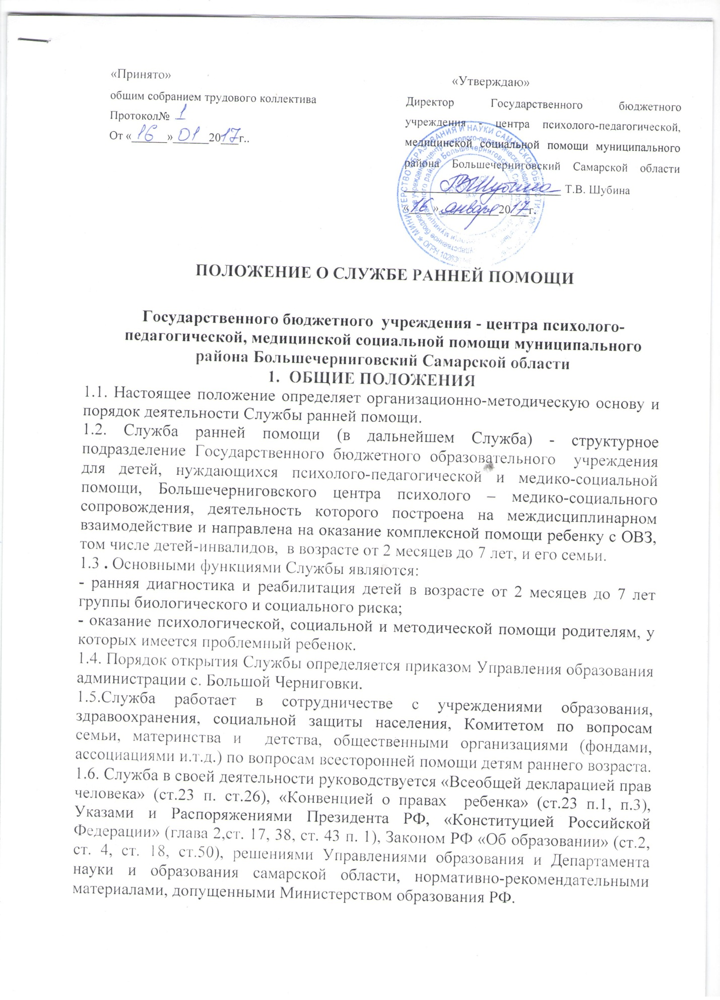 «Принято»
общим собранием трудового коллектива
Протокол№ 1
От «16» 01 2017г..
«Утверждаю»
Директор Государственного бюджетного
учреждения - центра психолого-педагогической,
медицинской социальной помощи муниципального
района Большечерниговский Самарской области
ТВШубина Т.В. Шубина
«16» января 2017г.
МИНИСТЕРСТВО ОБРАЗОВАНИЯ И НАУКИ САМАРСКОЙ ОБЛАСТИ
ПОЛОЖЕНИЕ О СЛУЖБЕ РАННЕЙ ПОМОЩИ
Государственного бюджетного учреждения - центра психолого-
педагогической, медицинской социальной помощи муниципального
района Большечерниговский Самарской области
1. ОБЩИЕ ПОЛОЖЕНИЯ
1.1. Настоящее положение определяет организационно-методическую основу и
порядок деятельности Службы ранней помощи.
1.2. Служба ранней помощи (в дальнейшем Служба) - структурное
подразделение Государственного бюджетного образовательного учреждения
для детей, нуждающихся психолого-педагогической и медико-социальной
помощи, Большечерниговского центра психолого – медико-социального
сопровождения, деятельность которого построена на междисциплинарном
взаимодействие и направлена на оказание комплексной помощи ребенку с ОВЗ,
том числе детей-инвалидов, в возрасте от 2 месяцев до 7 лет, и его семьи.
1.3 . Основными функциями Службы являются:
- ранняя диагностика и реабилитация детей в возрасте от 2 месяцев до 7 лет
группы биологического и социального риска;
- оказание психологической, социальной и методической помощи родителям, у
которых имеется проблемный ребенок.
1.4. Порядок открытия Службы определяется приказом Управления образования
администрации с. Большой Черниговки.
1.5.Служба работает в сотрудничестве с учреждениями образования,
здравоохранения, социальной защиты населения, Комитетом по вопросам
семьи, материнства и детства, общественными организациями (фондами,
ассоциациями и.т.д.) по вопросам всесторонней помощи детям раннего возраста.
1.6. Служба в своей деятельности руководствуется «Всеобщей декларацией прав
человека» (ст.23 п. ст.26), «Конвенцией о правах ребенка» (ст.23 п.1, п.3),
Указами и Распоряжениями Президента РФ, «Конституцией Российской
Федерации» (глава 2,ст. 17, 38, ст. 43 п. 1), Законом РФ «Об образовании» (ст.2,
ст. 4, ст. 18, ст.50), решениями Управлениями образования и Департамента
науки и образования самарской области, нормативно-рекомендательными
материалами, допущенными Министерством образования РФ.